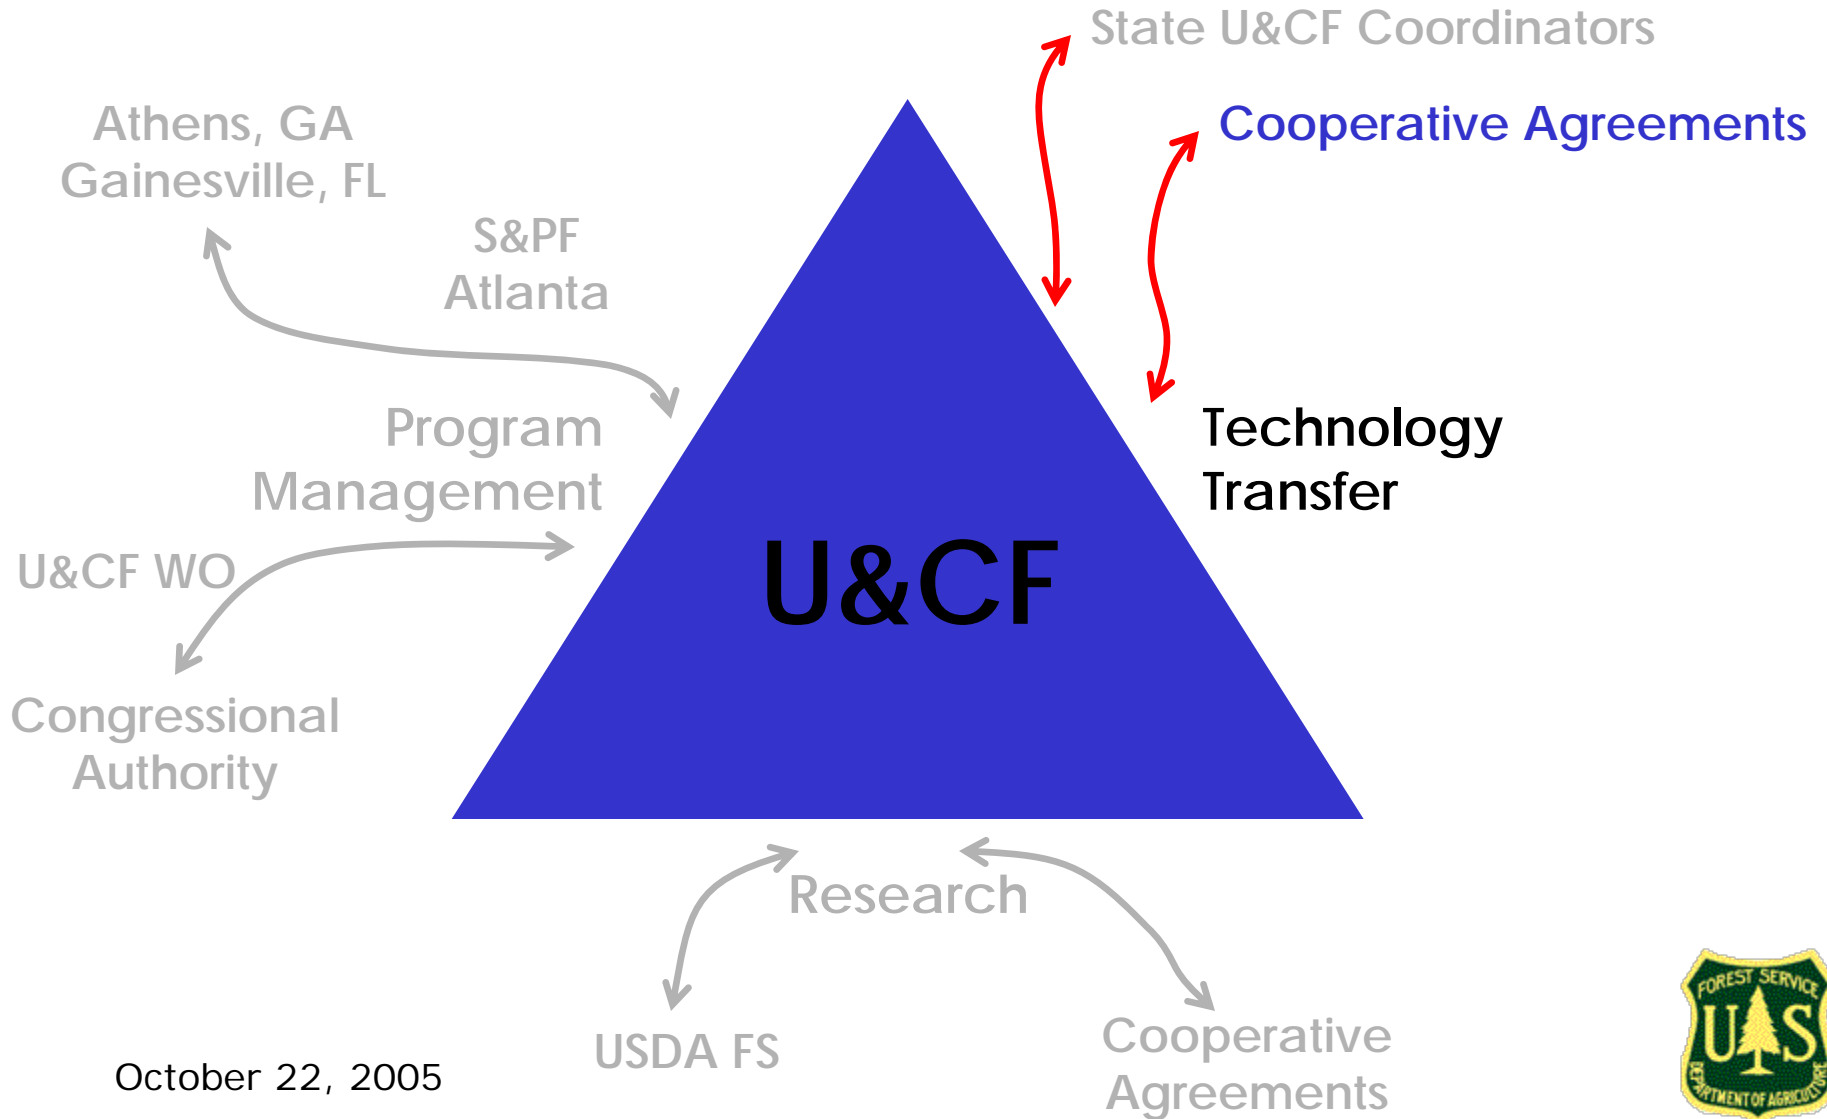 State U&CF Coordinators
Athens, GA
Gainesville, FL
Cooperative Agreements
S&PF
Atlanta
Program
Management
Technology
Transfer
U&CF WO
U&CF
Congressional
Authority
Research
USDA FS
Cooperative
Agreements
October 22, 2005
FOREST SERVICE
U S
DEPARTMENT OF AGRICULTURE